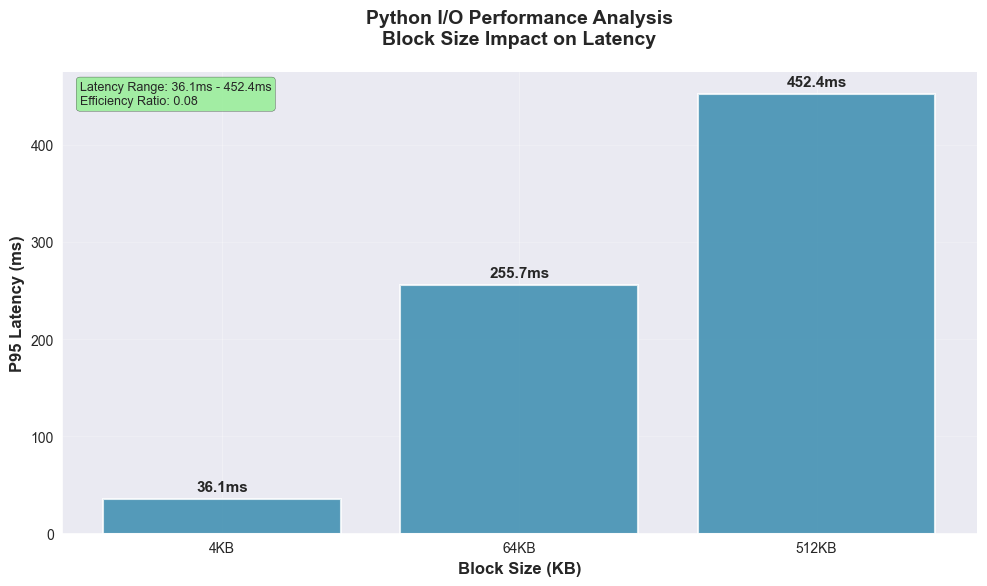 Python I/O Performance Analysis
Block Size Impact on Latency
Latency Range: 36.1ms - 452.4ms
Efficiency Ratio: 0.08
452.4ms
255.7ms
36.1ms
P95 Latency (ms)
400
300
200
100
0
4KB
64KB
512KB
Block Size (KB)